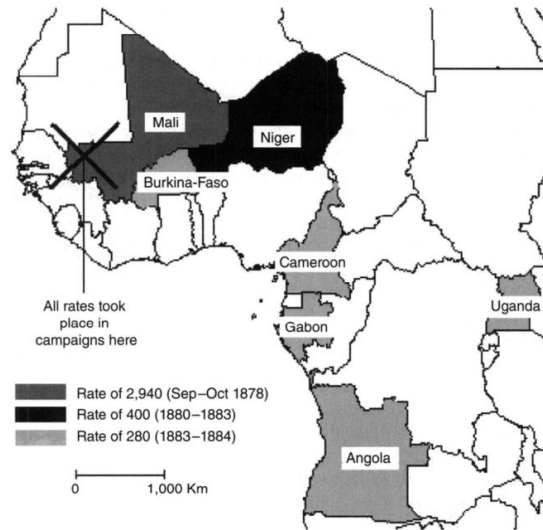 Mali
Niger
Burkina-Faso
Cameroon
Uganda
Gabon
All rates took
place in
campaigns here
Rate of 2,940 (Sep–Oct 1878)
Rate of 400 (1880–1883)
Rate of 280 (1883–1884)
Angola
0 1,000 Km